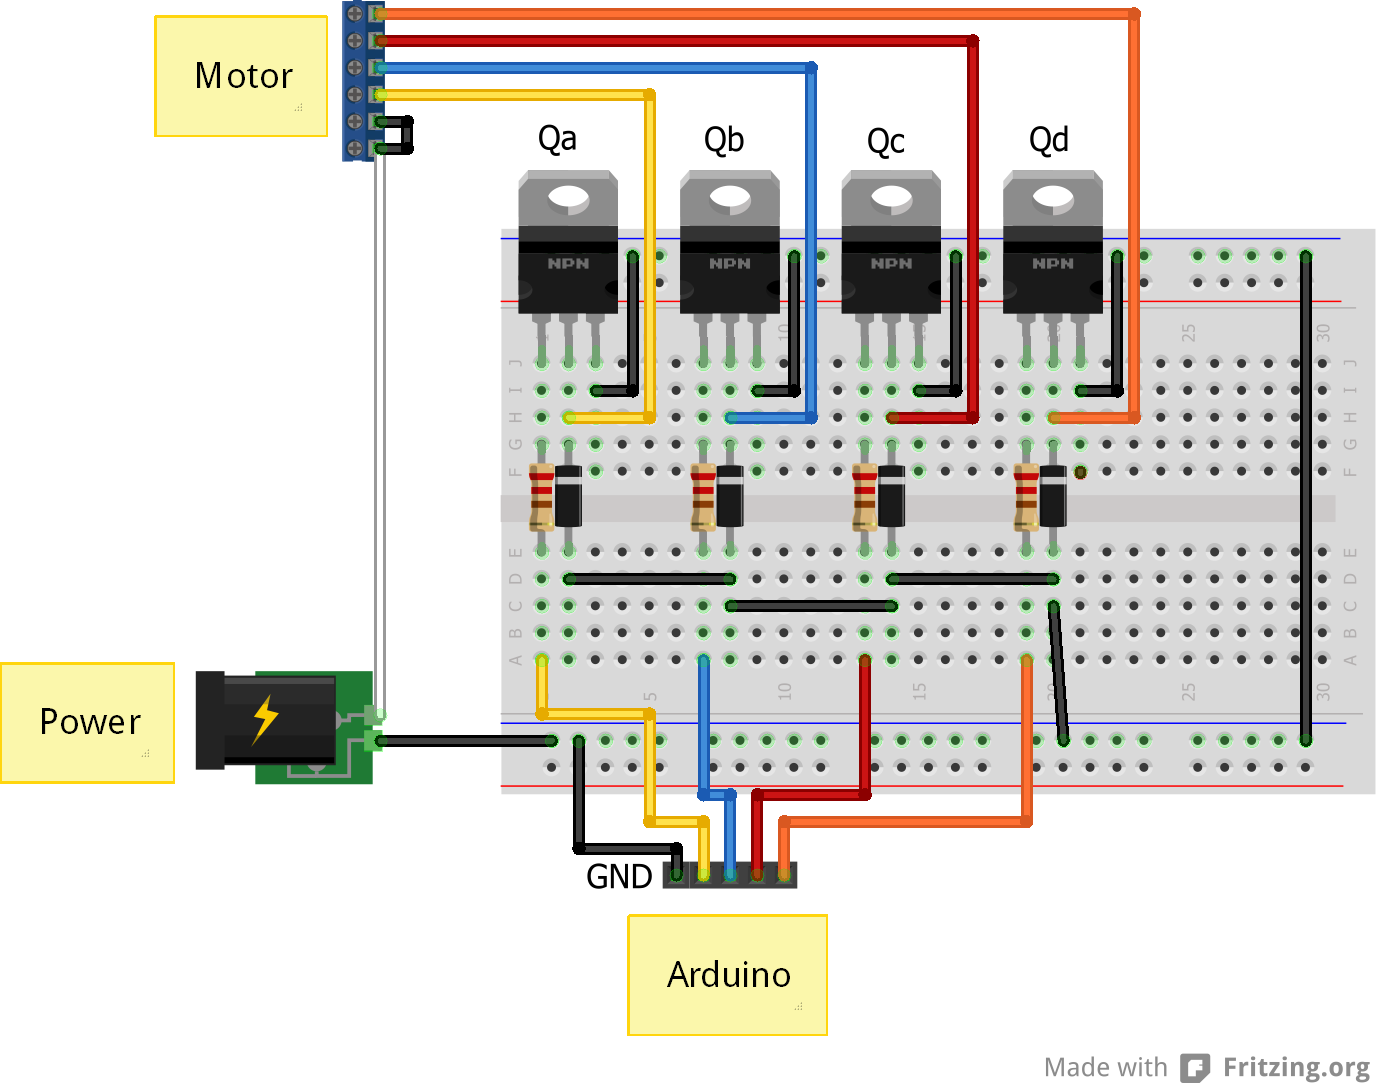 Motor
Qa Qb Qc Qd
NPN NPN NPN NPN
10 25 30
J J
I I
H H
G G
F F
E E
D D
C C
B B
A A
5 10 15 25 30
Power
GND
Arduino
Made with Fritzing.org